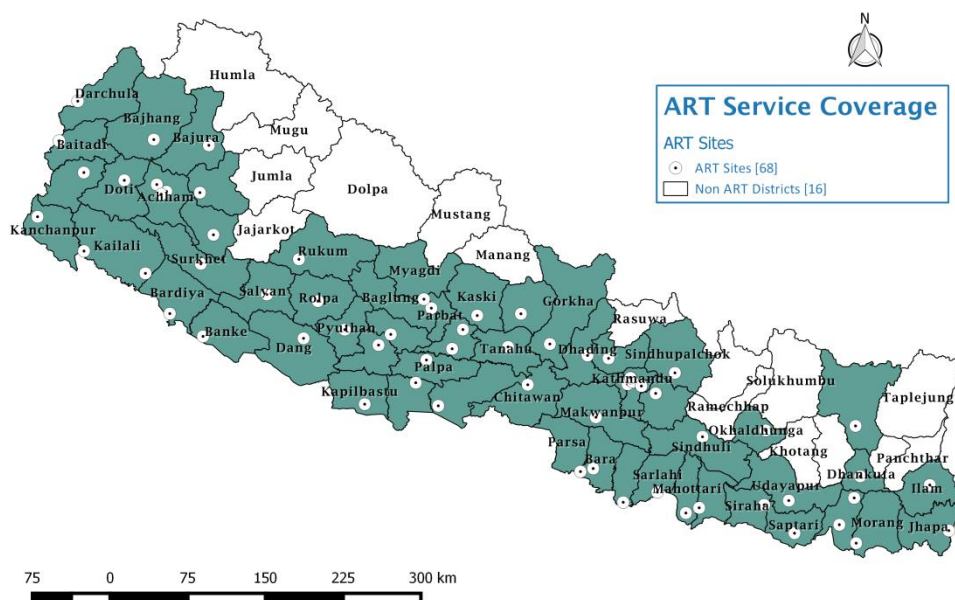 N
ART Service Coverage
ART Sites
ART Sites [68]
Non ART Districts [16]
Humla
Darchula
Bajhang
Mugu
Bajura
Baitadi
Jumla
Doti
Dolpa
Achham
Mustang
Kanchanpur
Jajarkot
Kailali
Rukum
Manang
Surkhet
Myagdi
Salyan
Rolpa
Baglung
Kaski
Gorkha
Bardiya
Parbat
Rasuwa
Banke
Pyuthan
Dang
Tanahu
Dhading
Sindhupalchok
Palpa
Solukhumbu
Kathmandu
Kapilbastu
Chitawan
Taplejung
Ramechhap
Makwanpur
Okhaldhunga
Parsa
Sindhuli
Khotang
Panchthar
Bara
Sarlahi
Dhankuta
Mahottari
Udayapur
Ilam
Siraha
Saptari
Morang
Jhapa
75 0 75 150 225 300 km